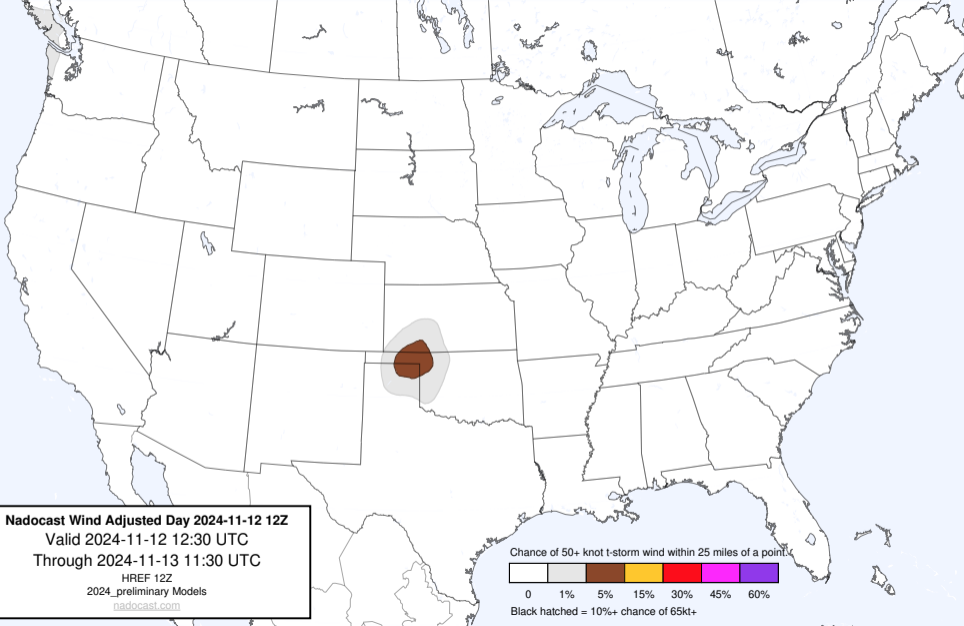 Nadocast Wind Adjusted Day 2024-11-12 12Z
Valid 2024-11-12 12:30 UTC
Through 2024-11-13 11:30 UTC
HREF 12Z
2024_preliminary Models
nadocast.com
Chance of 50+ knot t-storm wind within 25 miles of a point.
0 1% 5% 15% 30% 45% 60%
Black hatched = 10%+ chance of 65kt+